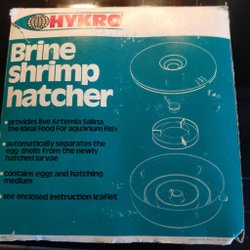 HYKRO
Brine
shrimp
hatcher
provides live Artemia Salina,
the ideal food for aquarium fish
automatically separates the
egg-shells from the newly
hatched larvae
contains eggs and hatching
medium
see enclosed instruction leaflet